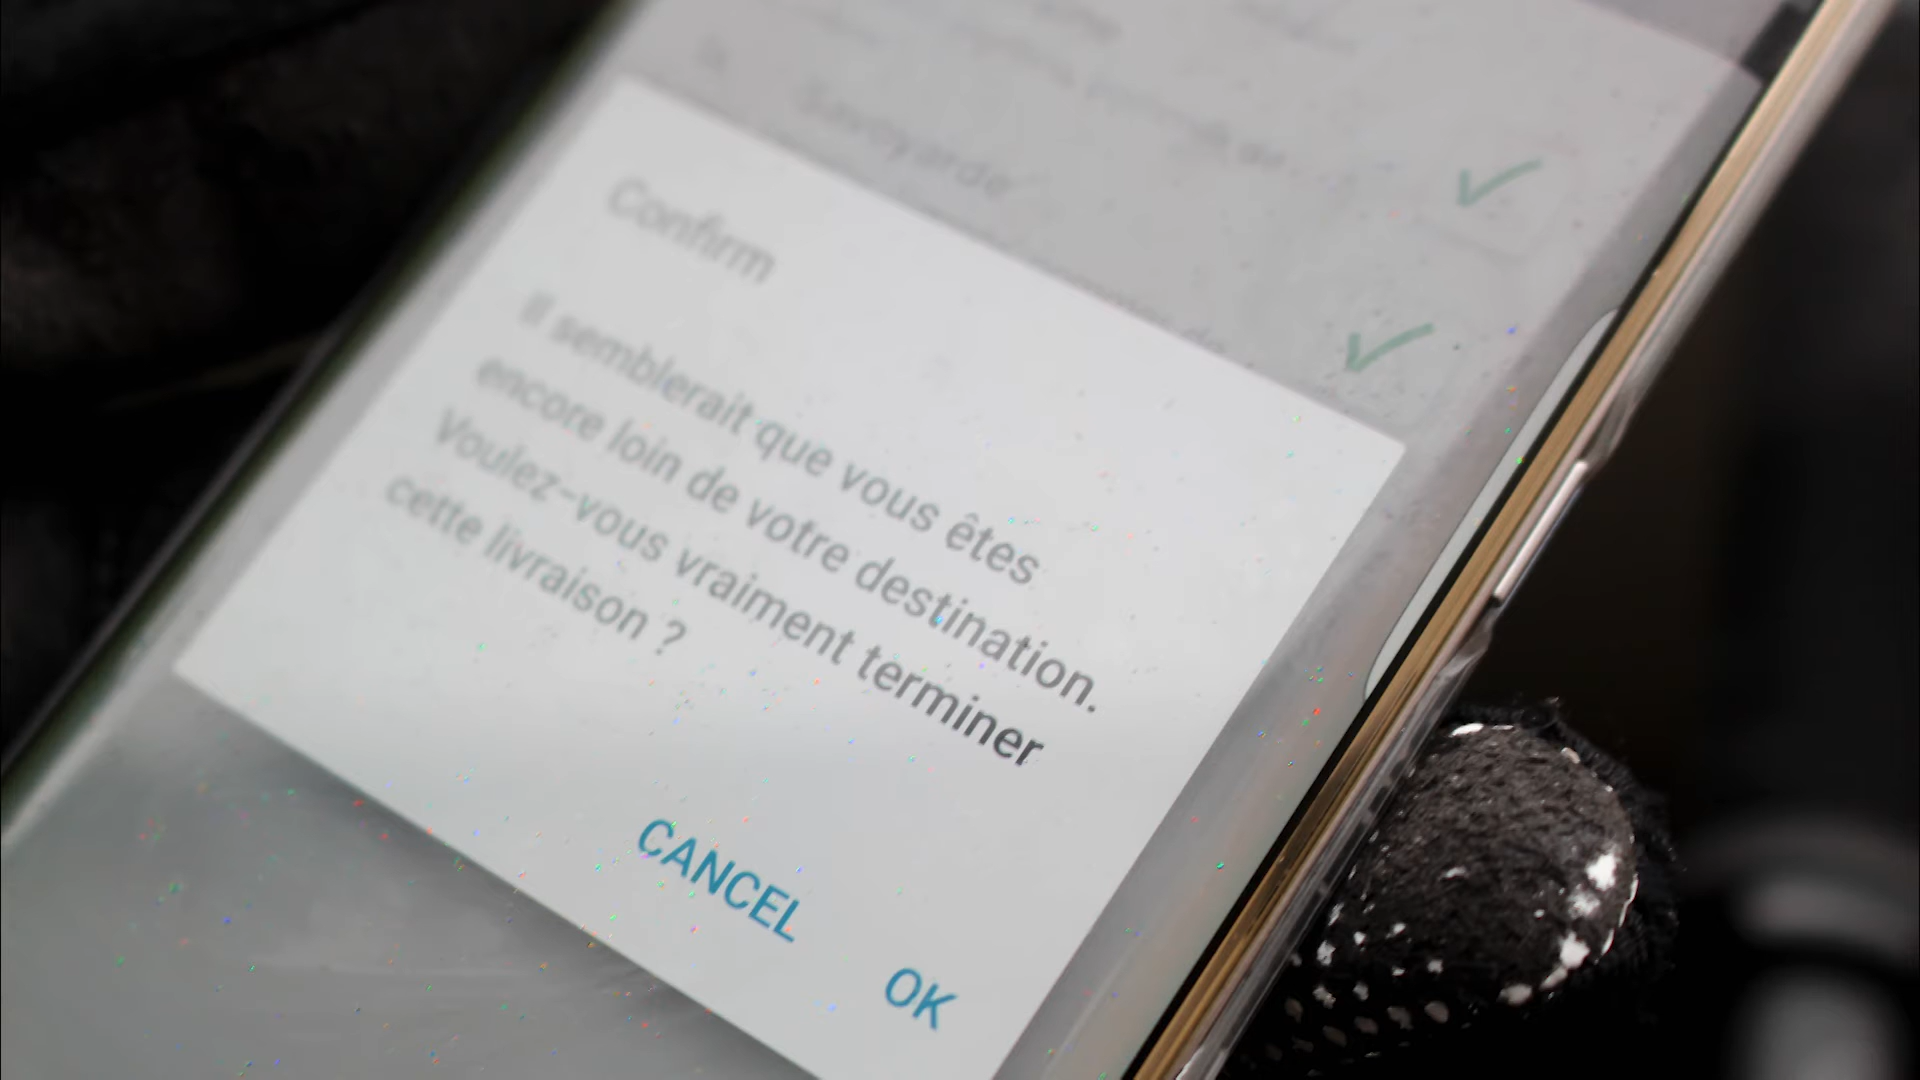 Savoyarde
Confirm
Il semblerait que vous êtes
encore loin de votre destination.
Voulez-vous vraiment terminer
cette livraison ?
CANCEL
OK